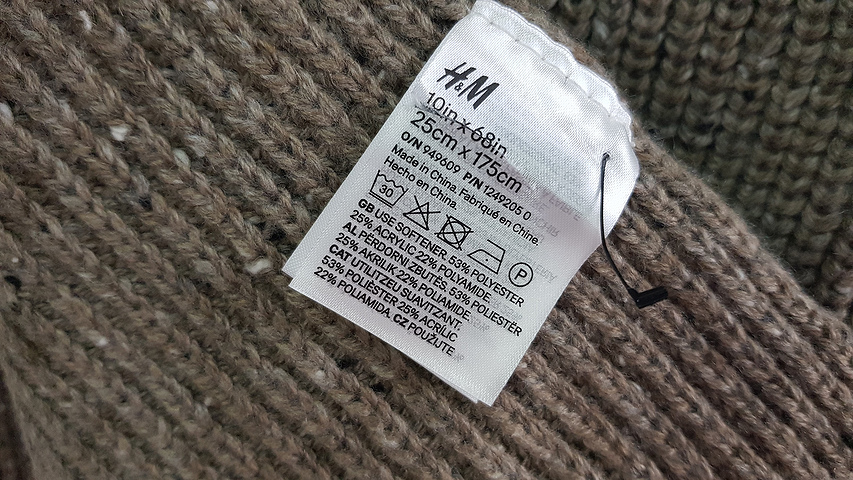 H&M
10in x 68in
25cm x 175cm
O/N 949609 P/N 1249205 0
Made in China. Fabriqué en Chine.
Hecho en China.
30
P
GB USE SOFTENER. 53% POLYESTER
25% ACRYLIC 22% POLYAMIDE.
AL PËRDORNI ZBUTËS. 53% POLIESTËR
25% AKRILIK 22% POLIAMIDE.
CAT UTILITZEU SUAVITZANT.
53% POLIÈSTER 25% ACRÍLIC
22% POLIAMIDA. CZ POUŽIJTE